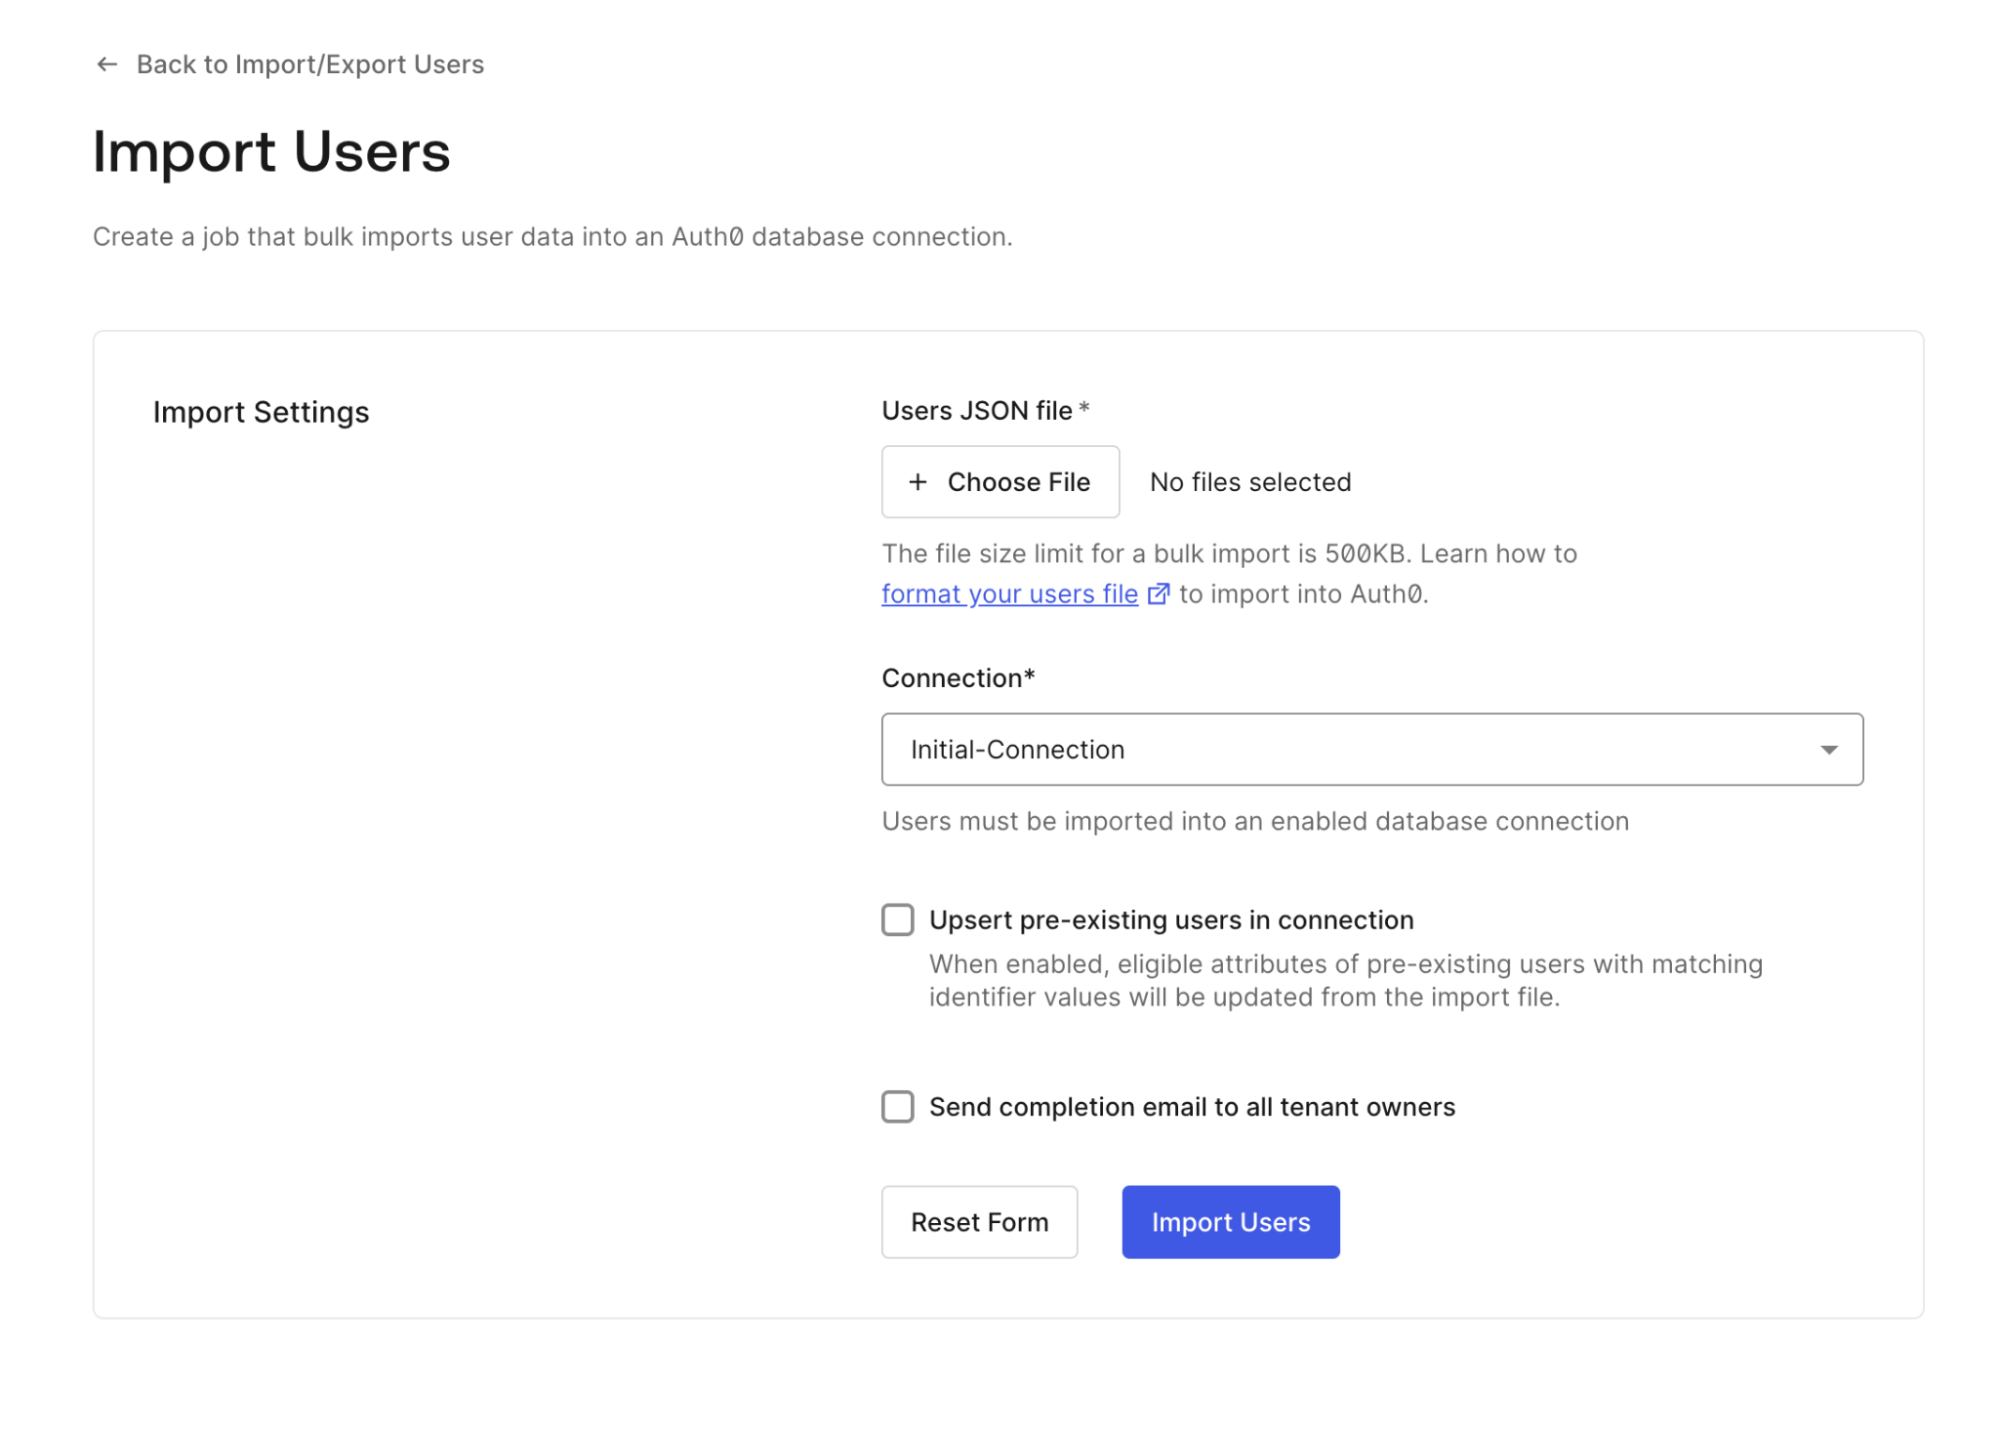 Back to Import/Export Users
Import Users
Create a job that bulk imports user data into an Auth0 database connection.
Import Settings
Users JSON file *
+ Choose File
No files selected
The file size limit for a bulk import is 500KB. Learn how to
format your users file to import into Auth0.
Connection*
Initial-Connection
Users must be imported into an enabled database connection
Upsert pre-existing users in connection
When enabled, eligible attributes of pre-existing users with matching
identifier values will be updated from the import file.
Send completion email to all tenant owners
Reset Form
Import Users